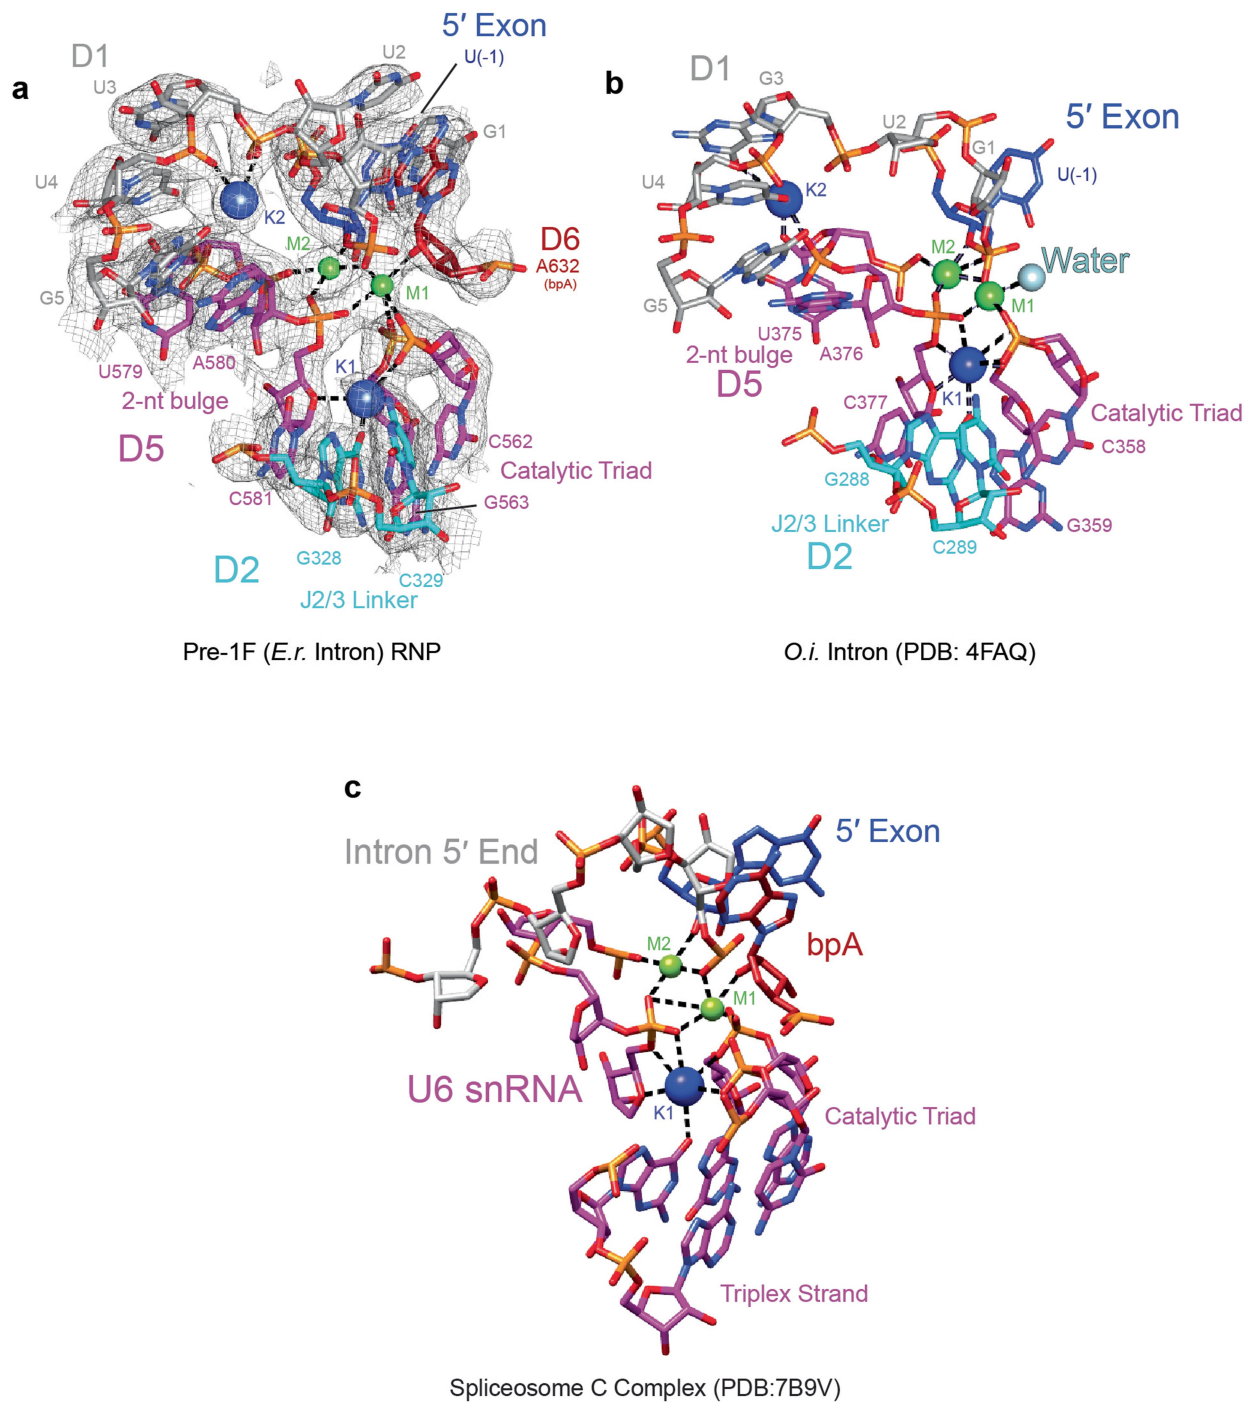 a
D1
U3
U2
5′ Exon
U(-1)
G1
U4
K2
M2
D6
A632
(bpA)
M1
G5
U579
A580
2-nt bulge
D5
K1
C562
Catalytic Triad
C581
G563
G328
D2
C329
J2/3 Linker
Pre-1F (E.r. Intron) RNP
b
D1
G3
U2
5′ Exon
G1
U(-1)
U4
K2
M2
Water
G5
M1
U375
2-nt bulge
A376
D5
K1
C377
Catalytic Triad
C358
G288
J2/3 Linker
G359
C289
D2
O.i. Intron (PDB: 4FAQ)
c
Intron 5′ End
5′ Exon
M2
bpA
M1
U6 snRNA
K1
Catalytic Triad
Triplex Strand
Spliceosome C Complex (PDB:7B9V)